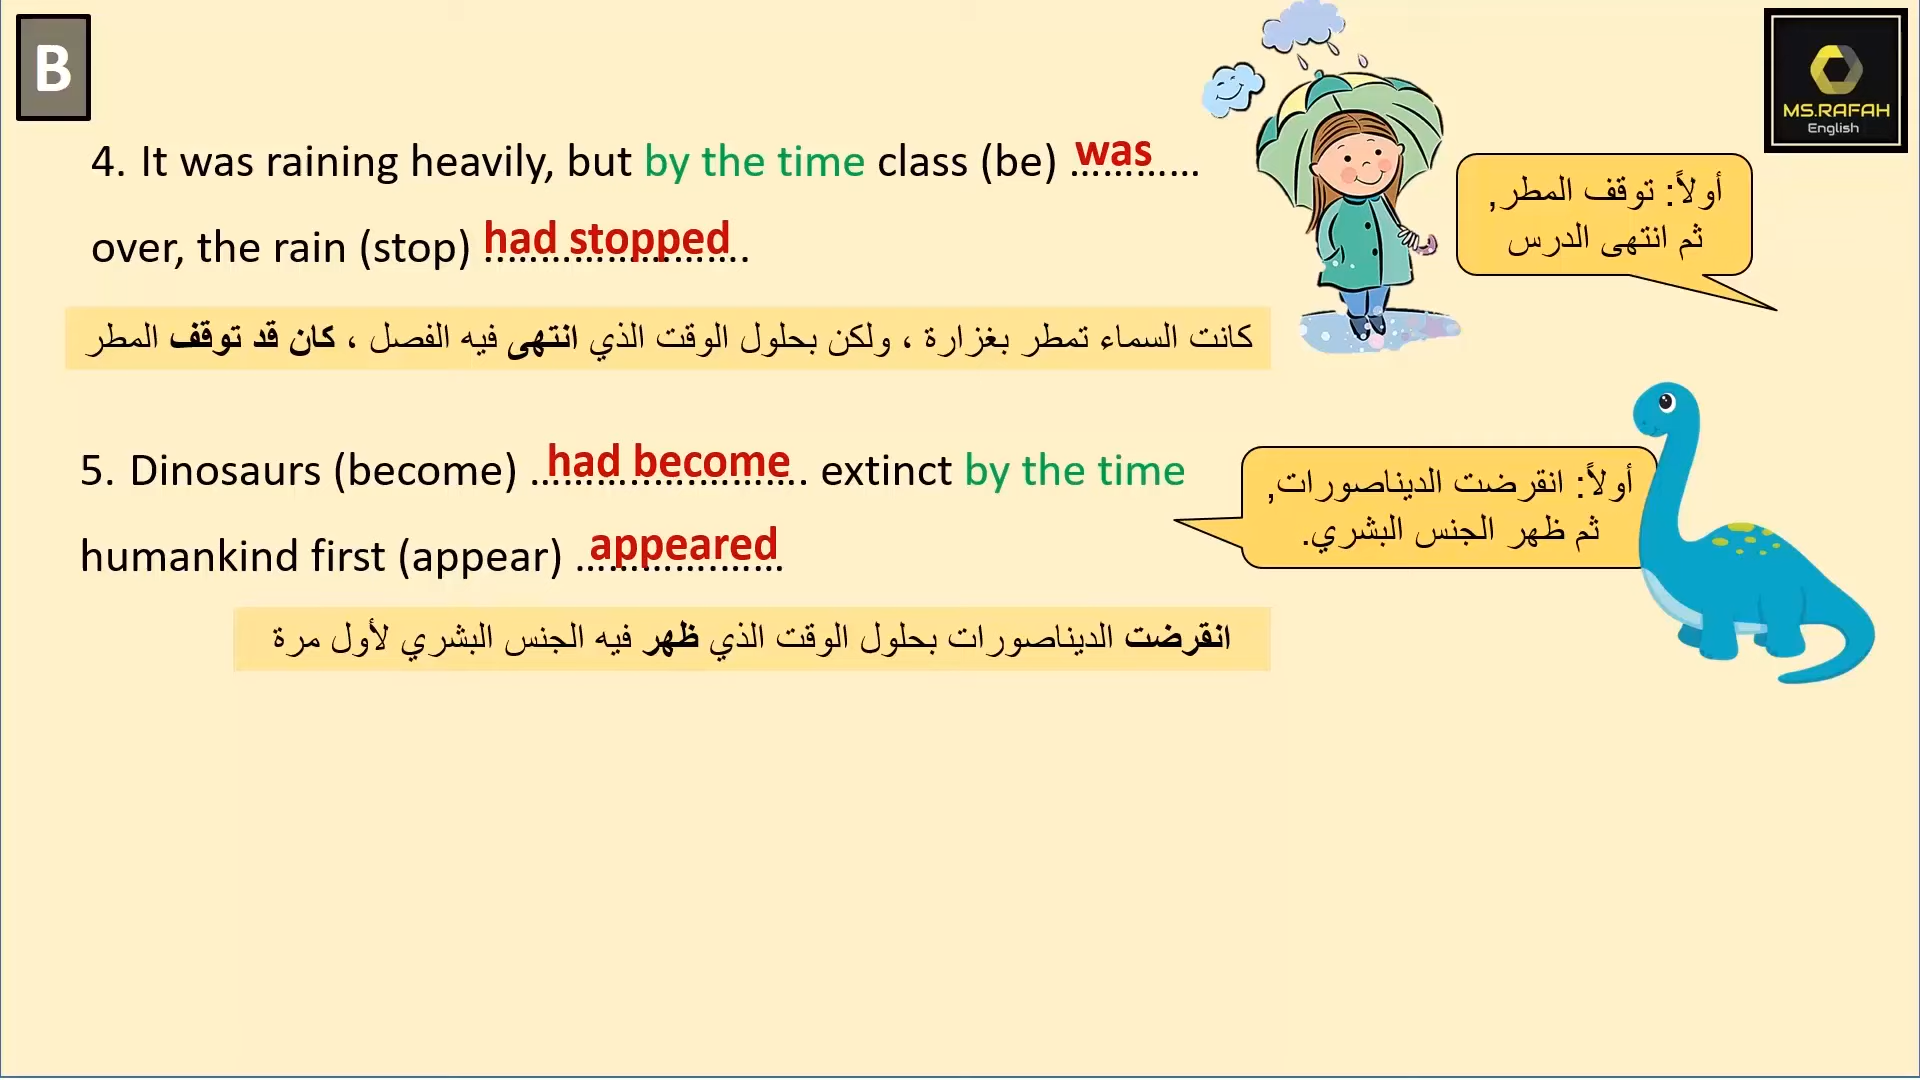 B
MS.RAFAH
English
4. It was raining heavily, but by the time class (be) was............
over, the rain (stop) had stopped.......................
أولاً: توقف المطر,
ثم انتهى الدرس
كانت السماء تمطر بغزارة ، ولكن بحلول الوقت الذي انتهى فيه الفصل ، كان قد توقف المطر
5. Dinosaurs (become) had become........................ extinct by the time
humankind first (appear) appeared..................
أولاً: انقرضت الديناصورات,
ثم ظهر الجنس البشري.
انقرضت الديناصورات بحلول الوقت الذي ظهر فيه الجنس البشري لأول مرة